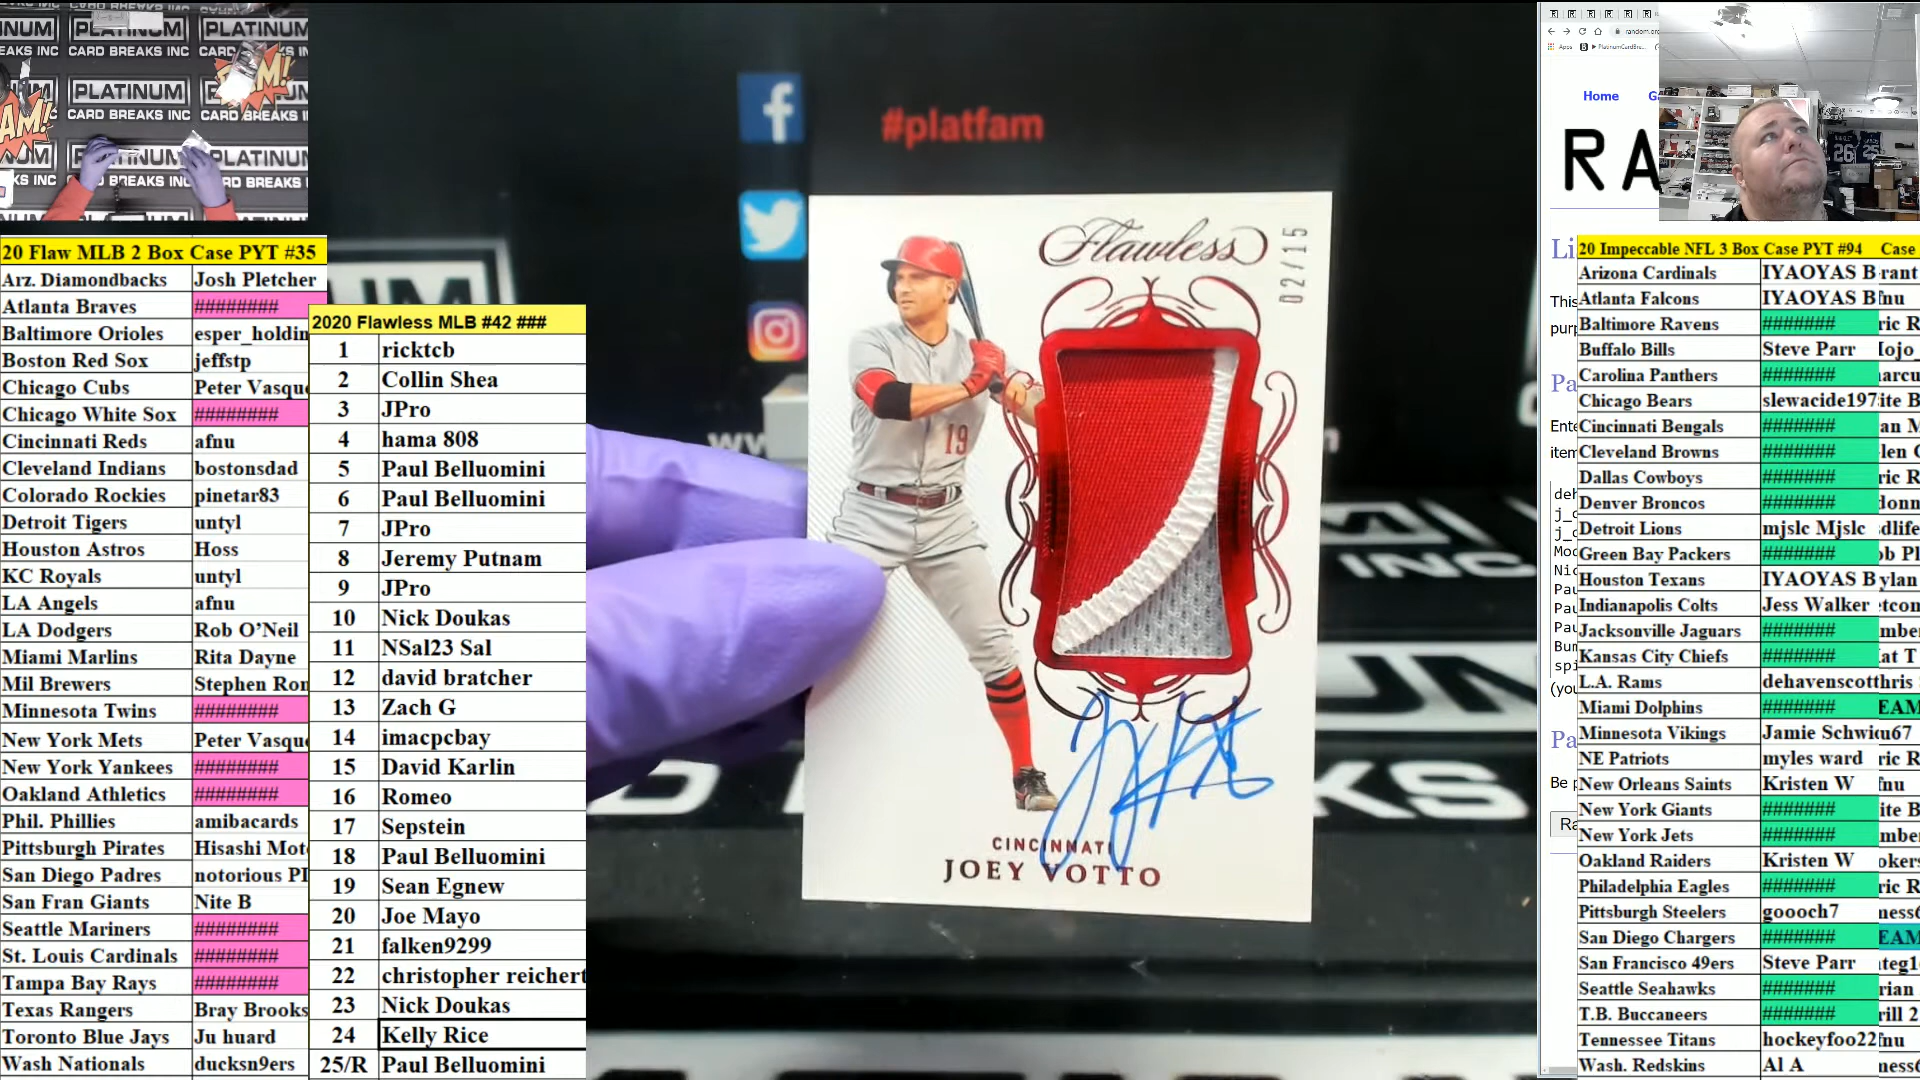 PLATINUM
CARD BREAKS INC
20 Flaw MLB 2 Box Case PYT #35
Arz. Diamondbacks Josh Pletcher
Atlanta Braves ########
Baltimore Orioles esper_holdin
Boston Red Sox jeffstp
Chicago Cubs Peter Vasqu
Chicago White Sox ########
Cincinnati Reds afnu
Cleveland Indians bostonsdad
Colorado Rockies pinetar83
Detroit Tigers untyl
Houston Astros Hoss
KC Royals untyl
LA Angels afnu
LA Dodgers Rob O’Neil
Miami Marlins Rita Dayne
Mil Brewers Stephen Ron
Minnesota Twins ########
New York Mets Peter Vasqu
New York Yankees ########
Oakland Athletics ########
Phil. Phillies amibacards
Pittsburgh Pirates Hisashi Mot
San Diego Padres notorious PI
San Fran Giants Nite B
Seattle Mariners ########
St. Louis Cardinals ########
Tampa Bay Rays ########
Texas Rangers Bray Brooks
Toronto Blue Jays Ju huard
Wash Nationals ducksn9ers
2020 Flawless MLB #42 ###
1 ricktcb
2 Collin Shea
3 JPro
4 hama 808
5 Paul Belluomini
6 Paul Belluomini
7 JPro
8 Jeremy Putnam
9 JPro
10 Nick Doukas
11 NSal23 Sal
12 david bratcher
13 Zach G
14 imacpcbay
15 David Karlin
16 Romeo
17 Sepstein
18 Paul Belluomini
19 Sean Egnew
20 Joe Mayo
21 falken9299
22 christopher reichert
23 Nick Doukas
24 Kelly Rice
25/R Paul Belluomini
#platfam
Flawless
02/15
19
CINCINNATI
JOEY VOTTO
INC
random.org
Apps
Home
RA
26
25
20 Impeccable NFL 3 Box Case PYT #94 Case
Arizona Cardinals IYAOYAS B
Atlanta Falcons IYAOYAS B
Baltimore Ravens #######
Buffalo Bills Steve Parr
Carolina Panthers #######
Chicago Bears slewacide197
Cincinnati Bengals #######
Cleveland Browns #######
Dallas Cowboys #######
Denver Broncos #######
Detroit Lions mjslc Mjslc
Green Bay Packers #######
Houston Texans IYAOYAS B
Indianapolis Colts Jess Walker
Jacksonville Jaguars #######
Kansas City Chiefs #######
L.A. Rams dehavenscott
Miami Dolphins #######
Minnesota Vikings Jamie Schwi
NE Patriots myles ward
New Orleans Saints Kristen W
New York Giants #######
New York Jets #######
Oakland Raiders Kristen W
Philadelphia Eagles #######
Pittsburgh Steelers goooch7
San Diego Chargers #######
San Francisco 49ers Steve Parr
Seattle Seahawks #######
T.B. Buccaneers #######
Tennessee Titans hockeyfoo22
Wash. Redskins Al A